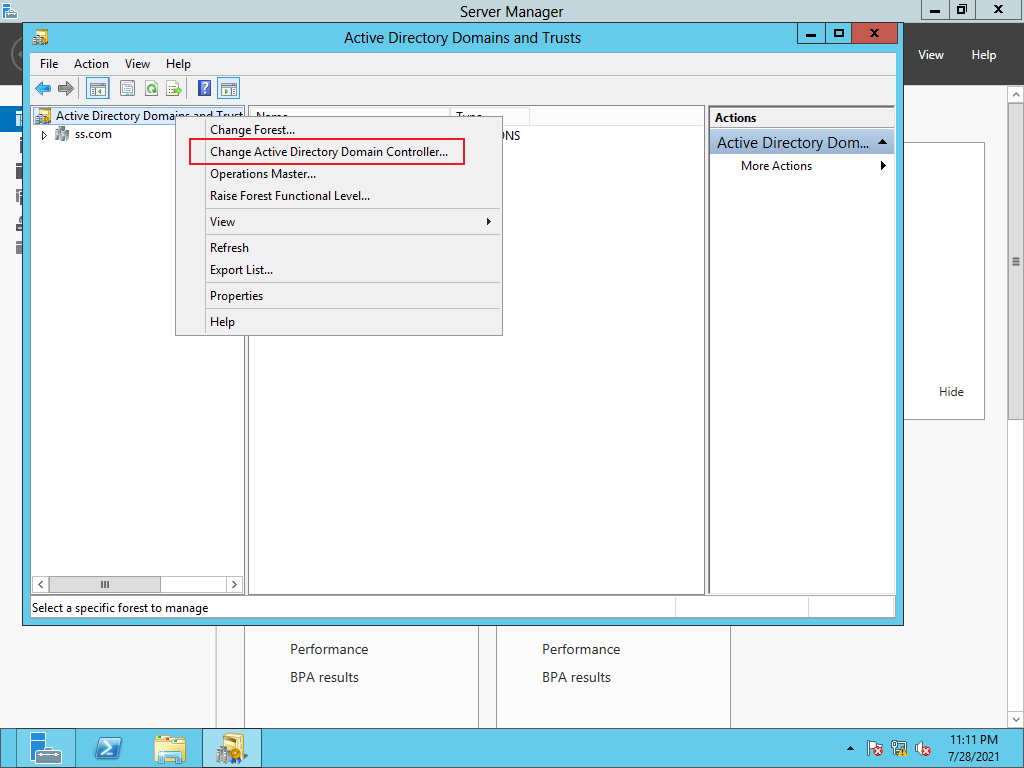 Server Manager
Active Directory Domains and Trusts
View Help
File Action View Help
Active Directory Domains and Trust
ss.com
Name Type
NS
Change Forest...
Change Active Directory Domain Controller...
Operations Master...
Raise Forest Functional Level...
View
Refresh
Export List...
Properties
Help
Actions
Active Directory Dom...
More Actions
Hide
Select a specific forest to manage
Performance
BPA results
Performance
BPA results
11:11 PM
7/28/2021